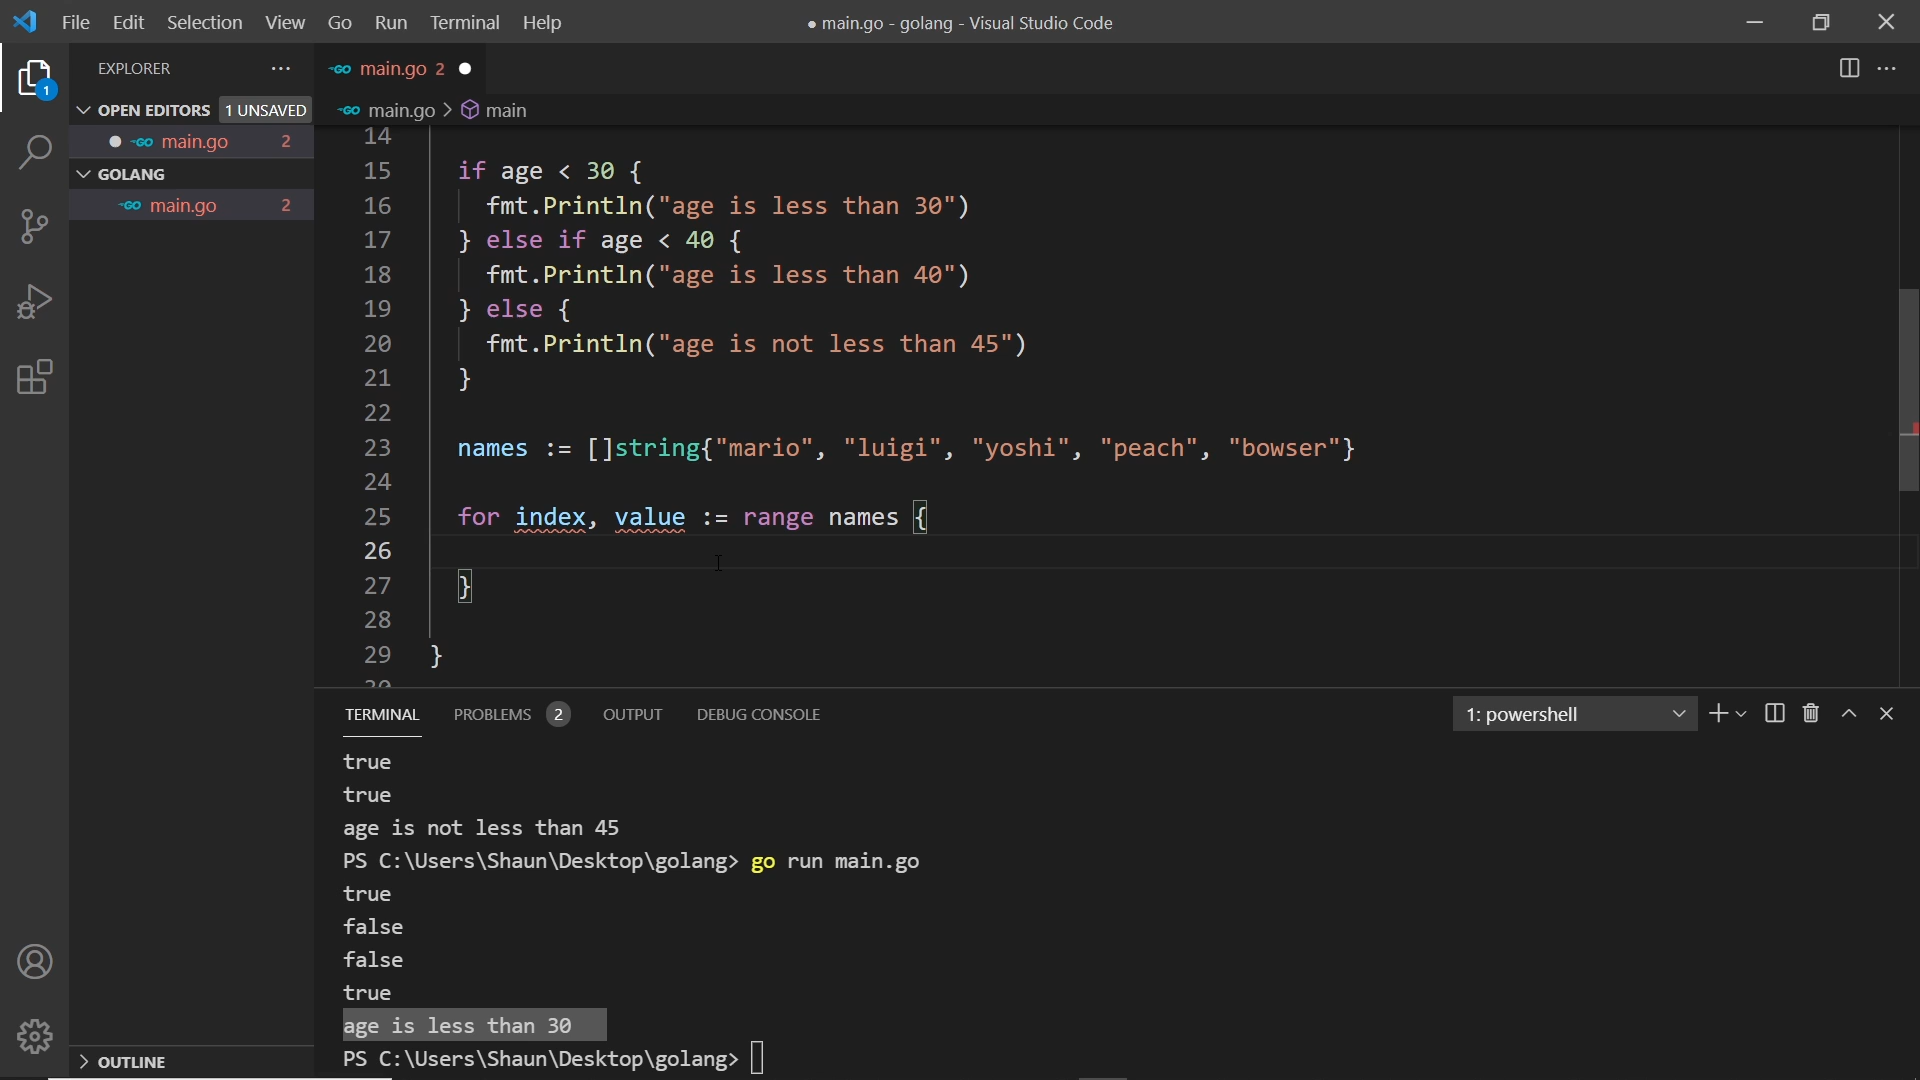 File Edit Selection View Go Run Terminal Help
● main.go - golang - Visual Studio Code
EXPLORER
OPEN EDITORS 1 UNSAVED
main.go 2
GOLANG
main.go 2
OUTLINE
1
main.go 2
main.go > main
14
15 if age < 30 {
16 fmt.Println("age is less than 30")
17 } else if age < 40 {
18 fmt.Println("age is less than 40")
19 } else {
20 fmt.Println("age is not less than 45")
21 }
22
23 names := []string{"mario", "luigi", "yoshi", "peach", "bowser"}
24
25 for index, value := range names {
26
27 }
28
29 }
30
TERMINAL PROBLEMS 2 OUTPUT DEBUG CONSOLE 1: powershell
true
true
age is not less than 45
PS C:\Users\Shaun\Desktop\golang> go run main.go
true
false
false
true
age is less than 30
PS C:\Users\Shaun\Desktop\golang>